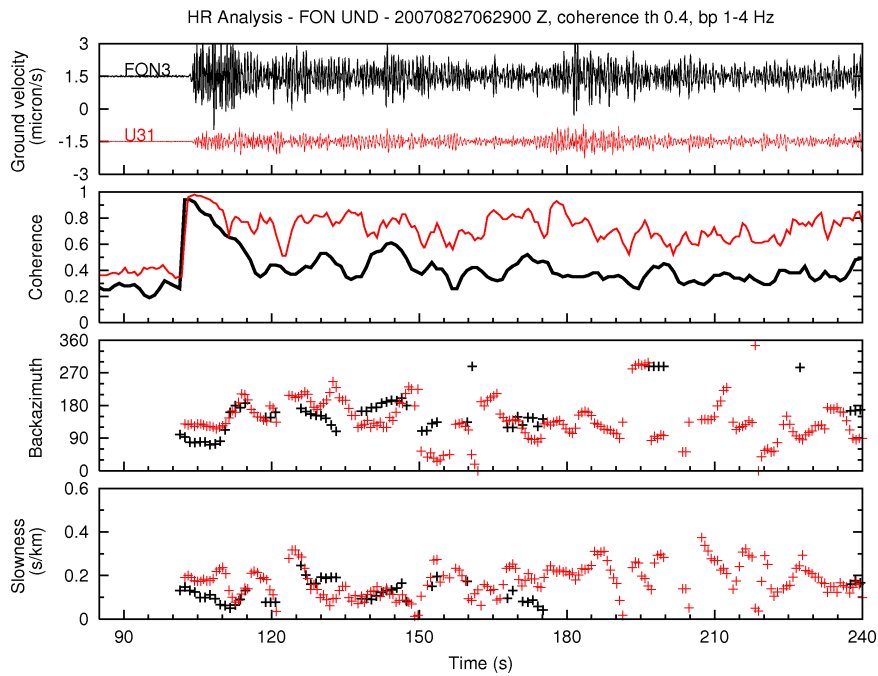 HR Analysis - FON UND - 20070827062900 Z, coherence th 0.4, bp 1-4 Hz
Ground velocity
(micron/s)
3
1.5
0
-1.5
-3
FON3
U31
Coherence
1
0.8
0.6
0.4
0.2
0
Backazimuth
360
270
180
90
0
Slowness
(s/km)
0.6
0.4
0.2
0
90
120
150
180
210
240
Time (s)